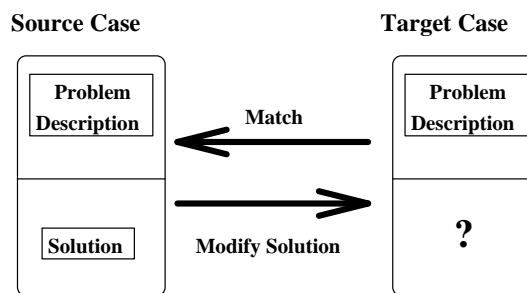 Source Case
Target Case
Problem
Description
Match
Problem
Description
Solution
Modify Solution
?